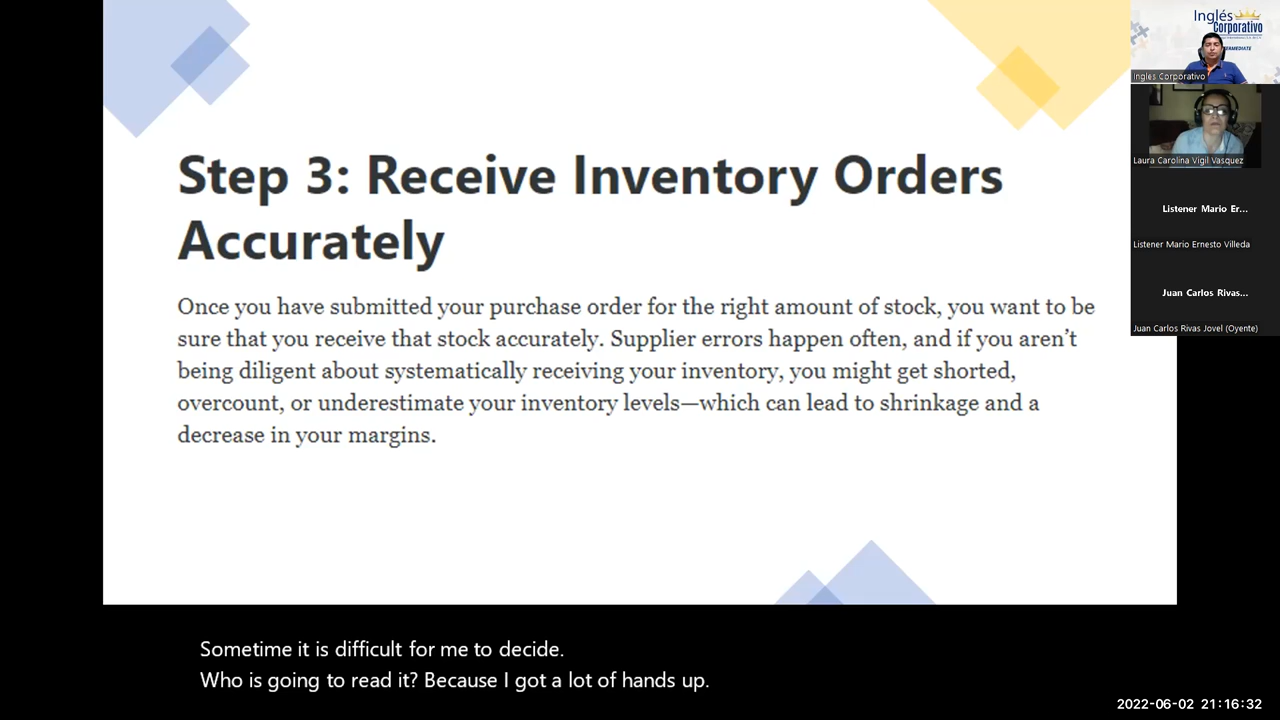 Step 3: Receive Inventory Orders
Accurately
Once you have submitted your purchase order for the right amount of stock, you want to be
sure that you receive that stock accurately. Supplier errors happen often, and if you aren’t
being diligent about systematically receiving your inventory, you might get shorted,
overcount, or underestimate your inventory levels—which can lead to shrinkage and a
decrease in your margins.
Inglés
Corporativo
Ingles Corporativo
Laura Carolina Vigil Vasquez
Listener Mario Er...
Listener Mario Ernesto Villeda
Juan Carlos Rivas...
Juan Carlos Rivas Jovel (Oyente)
Sometime it is difficult for me to decide.
Who is going to read it? Because I got a lot of hands up.
2022-06-02 21:16:32